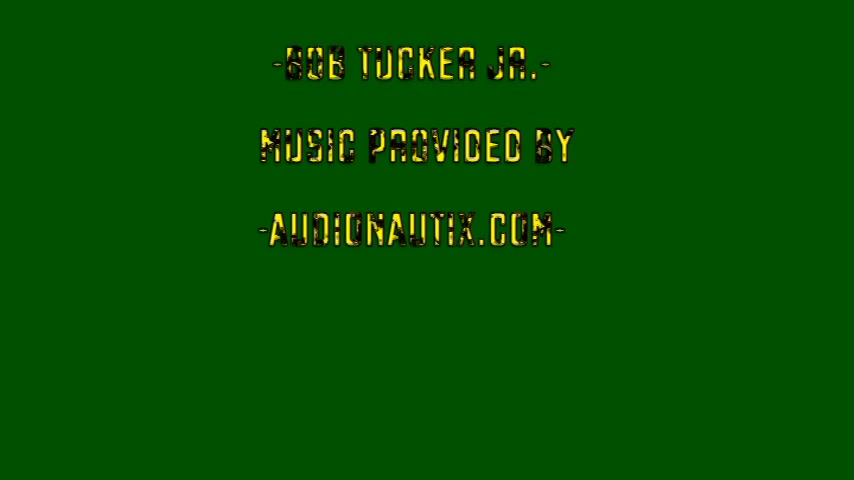 -BOB TUCKER JR.-
MUSIC PROVIDED BY
-AUDIONAUTIX.COM-